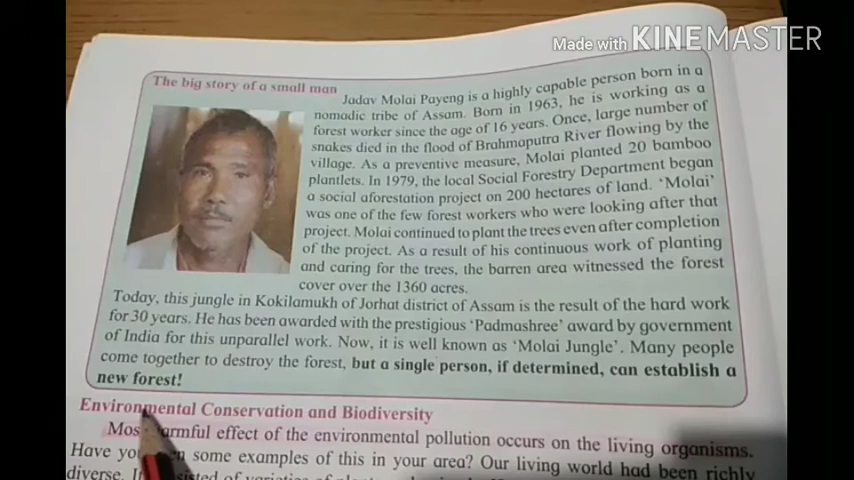 Made with KINEMASTER
The big story of a small man
Jadav Molai Payeng is a highly capable person born in a
nomadic tribe of Assam. Born in 1963, he is working as a
forest worker since the age of 16 years. Once, large number of
snakes died in the flood of Brahmaputra River flowing by the
village. As a preventive measure, Molai planted 20 bamboo
plantlets. In 1979, the local Social Forestry Department began
a social aforestation project on 200 hectares of land. ‘Molai’
was one of the few forest workers who were looking after that
project. Molai continued to plant the trees even after completion
of the project. As a result of his continuous work of planting
and caring for the trees, the barren area witnessed the forest
cover over the 1360 acres.
Today, this jungle in Kokilamukh of Jorhat district of Assam is the result of the hard work
for 30 years. He has been awarded with the prestigious ‘Padmashree’ award by government
of India for this unparallel work. Now, it is well known as ‘Molai Jungle’. Many people
come together to destroy the forest, but a single person, if determined, can establish a
new forest!
Environmental Conservation and Biodiversity
Most harmful effect of the environmental pollution occurs on the living organisms.
Have you some examples of this in your area? Our living world had been richly
diverse. of